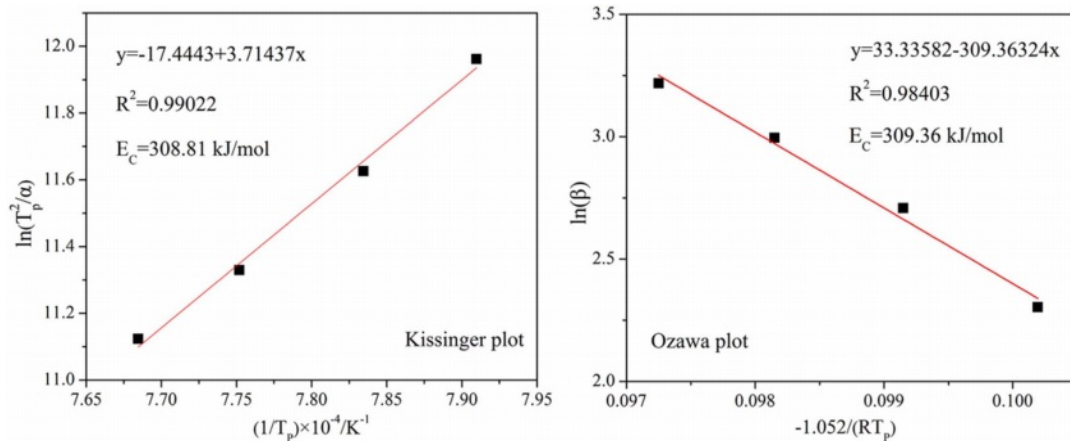 12.0
11.8
11.6
11.4
11.2
11.0
ln(Tₚ²/α)
y=-17.4443+3.71437x
R²=0.99022
E_C=308.81 kJ/mol
Kissinger plot
7.65 7.70 7.75 7.80 7.85 7.90 7.95
(1/Tₚ)×10⁻⁴/K⁻¹
3.5
3.0
2.5
2.0
ln(β)
y=33.33582-309.36324x
R²=0.98403
E_C=309.36 kJ/mol
Ozawa plot
0.097 0.098 0.099 0.100
-1.052/(RTₚ)